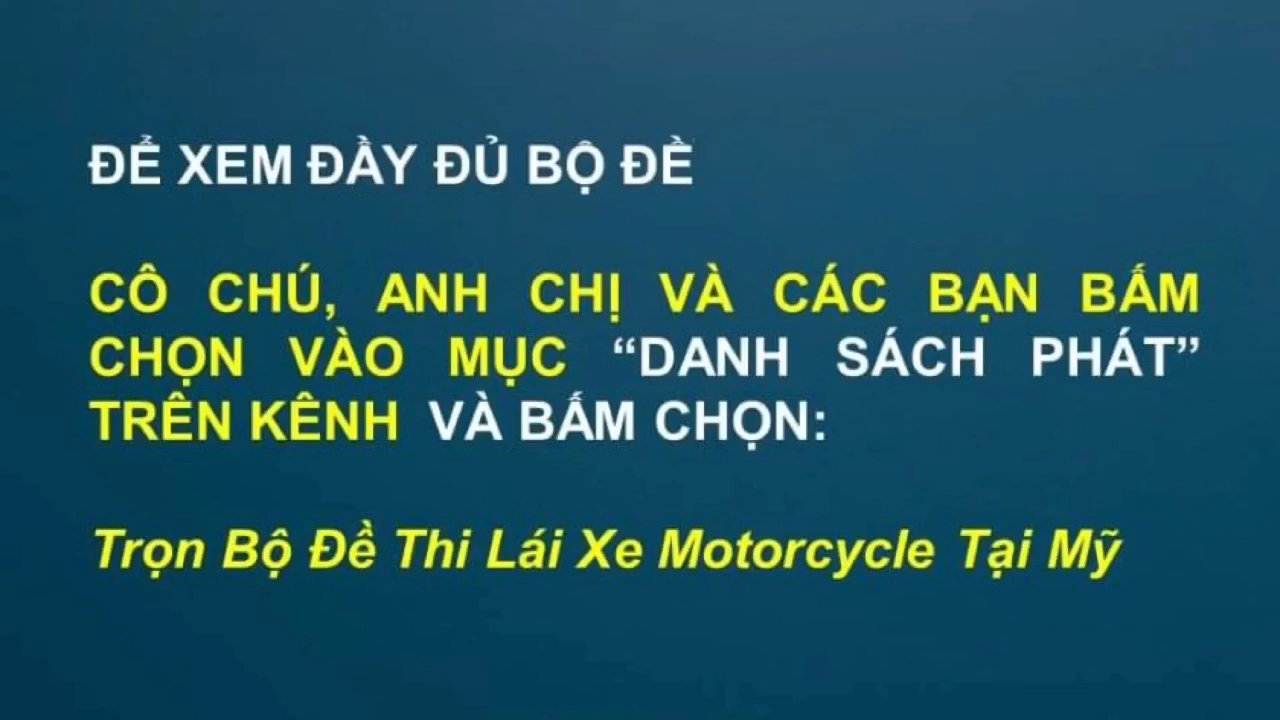 ĐỂ XEM ĐẦY ĐỦ BỘ ĐỀ
CÔ CHÚ, ANH CHỊ VÀ CÁC BẠN BẤM
CHỌN VÀO MỤC “DANH SÁCH PHÁT”
TRÊN KÊNH VÀ BẤM CHỌN:
Trọn Bộ Đề Thi Lái Xe Motorcycle Tại Mỹ